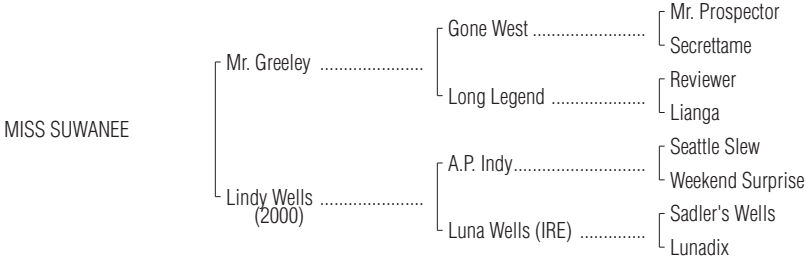 Mr. Prospector
Gone West ........................
Secrettame
Mr. Greeley ......................
Reviewer
Long Legend ....................
Lianga
MISS SUWANEE
Seattle Slew
A.P. Indy............................
Weekend Surprise
Lindy Wells ......................
(2000)
Sadler's Wells
Luna Wells (IRE) ..............
Lunadix